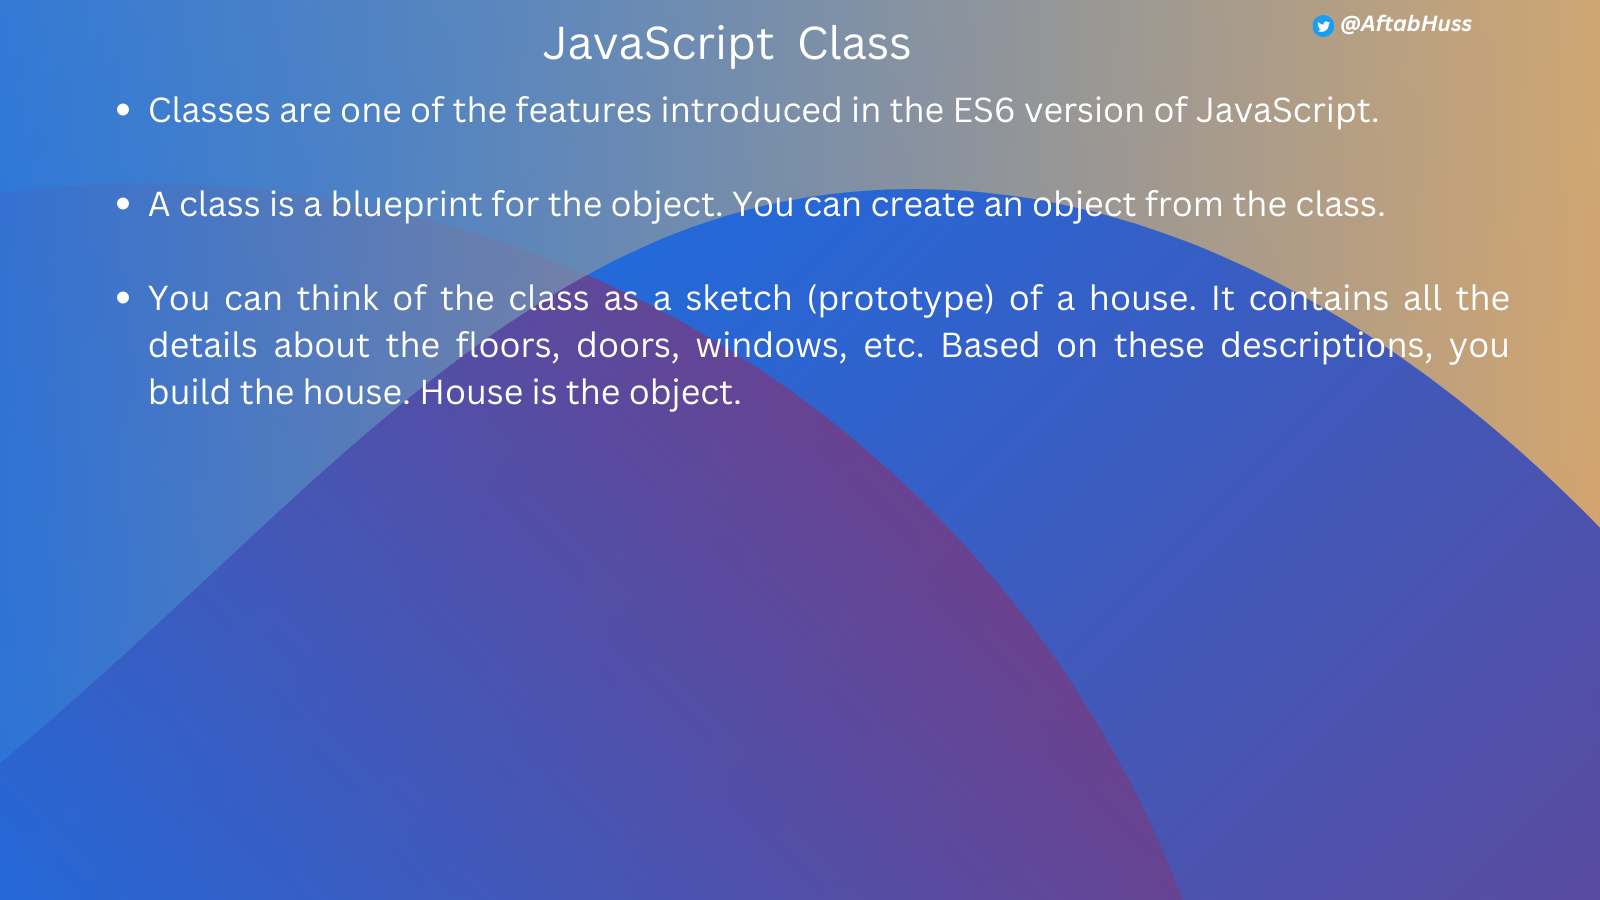 JavaScript Class
@AftabHuss
• Classes are one of the features introduced in the ES6 version of JavaScript.
• A class is a blueprint for the object. You can create an object from the class.
• You can think of the class as a sketch (prototype) of a house. It contains all the
details about the floors, doors, windows, etc. Based on these descriptions, you
build the house. House is the object.